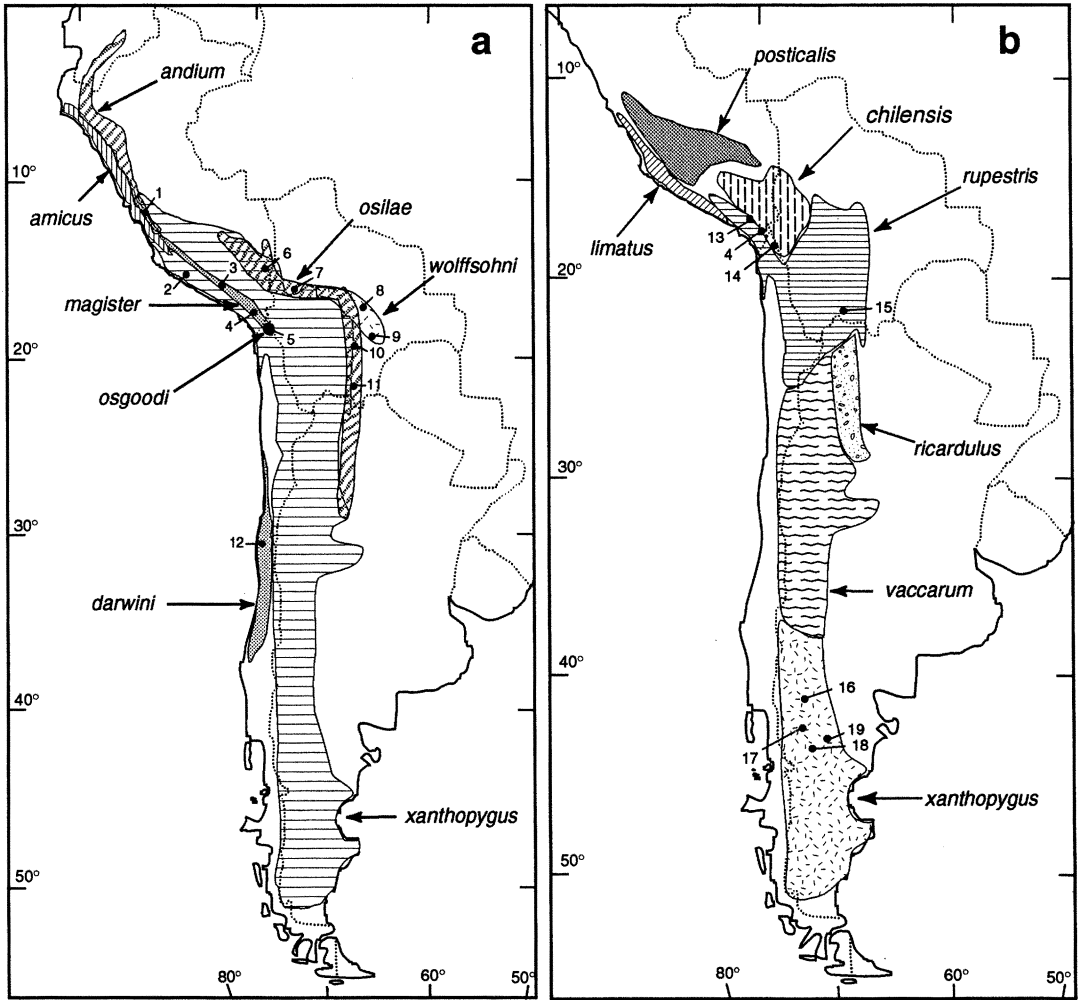 a
andium
10°
amicus
1
osilae
6
7
wolffsohni
3
8
2
magister
4
5
9
10
20°
osgoodi
11
30°
12
darwini
40°
xanthopygus
50°
80°
60°
50°
b
posticalis
10°
chilensis
rupestris
limatus
13
4
14
20°
15
ricardulus
30°
vaccarum
40°
16
19
17
18
xanthopygus
50°
80°
60°
50°